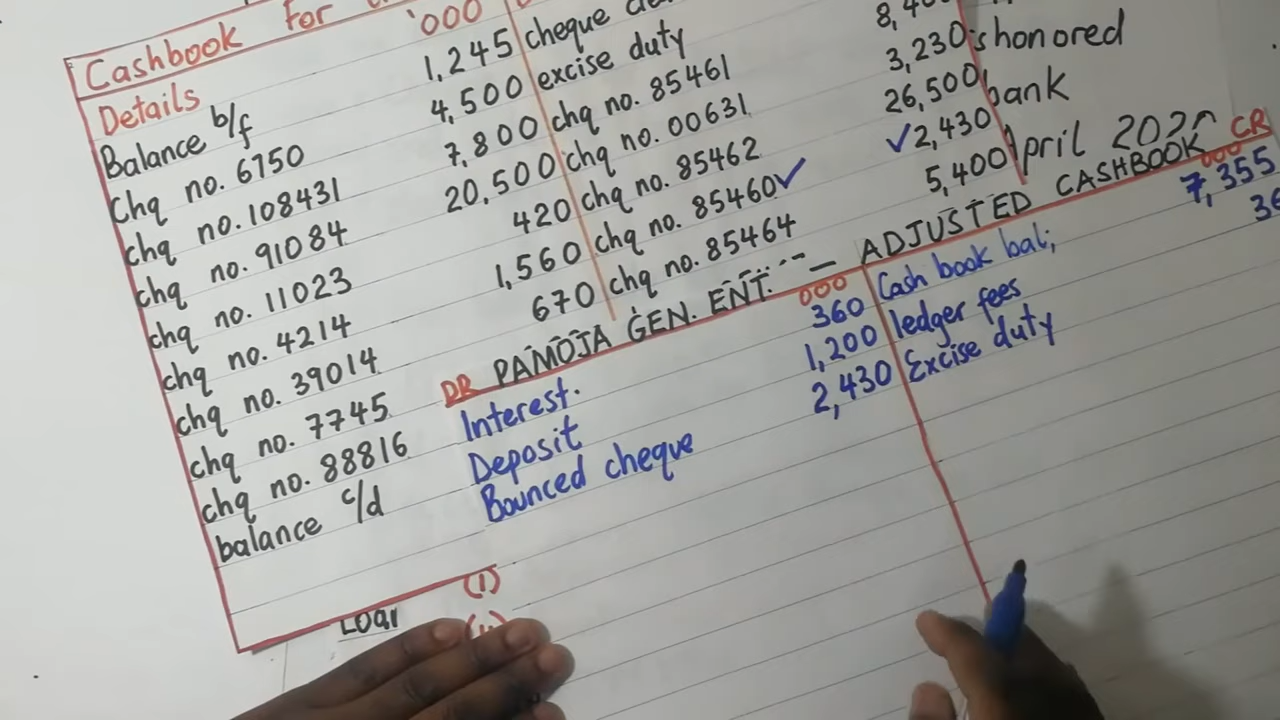 Cashbook For
Details '000
Balance b/f 1,245 cheque
chq no. 6750 4,500 excise duty
chq no. 108431 7,800 chq no. 85461 3,230
chq no. 91084 20,500 chq no. 00631 26,500
chq no. 11023 420 chq no. 85462 ✓2,430
chq no. 4214 1,560 chq no. 85460✓ 5,400
chq no. 39014 670 chq no. 85464
chq no. 7745
chq no. 88816
balance c/d
shonored
bank
April 2020
DR PAMOJA GEN. ENT. — ADJUSTED CASHBOOK CR
000 000
Interest. 360 Cash book bal; 7,355
Deposit 1,200 ledger fees
Bounced cheque 2,430 Excise duty
(1)